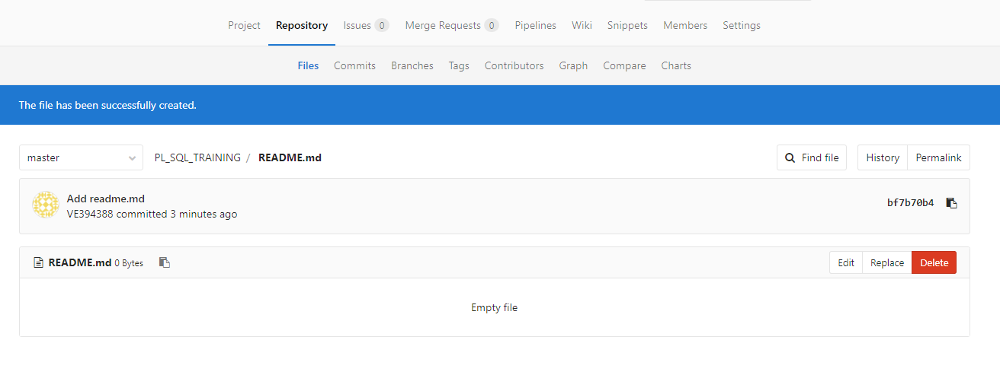 Project Repository Issues 0 Merge Requests 0 Pipelines Wiki Snippets Members Settings
Files Commits Branches Tags Contributors Graph Compare Charts
The file has been successfully created.
master PL_SQL_TRAINING / README.md Find file History Permalink
Add readme.md
VE394388 committed 3 minutes ago
bf7b70b4
README.md 0 Bytes Edit Replace Delete
Empty file